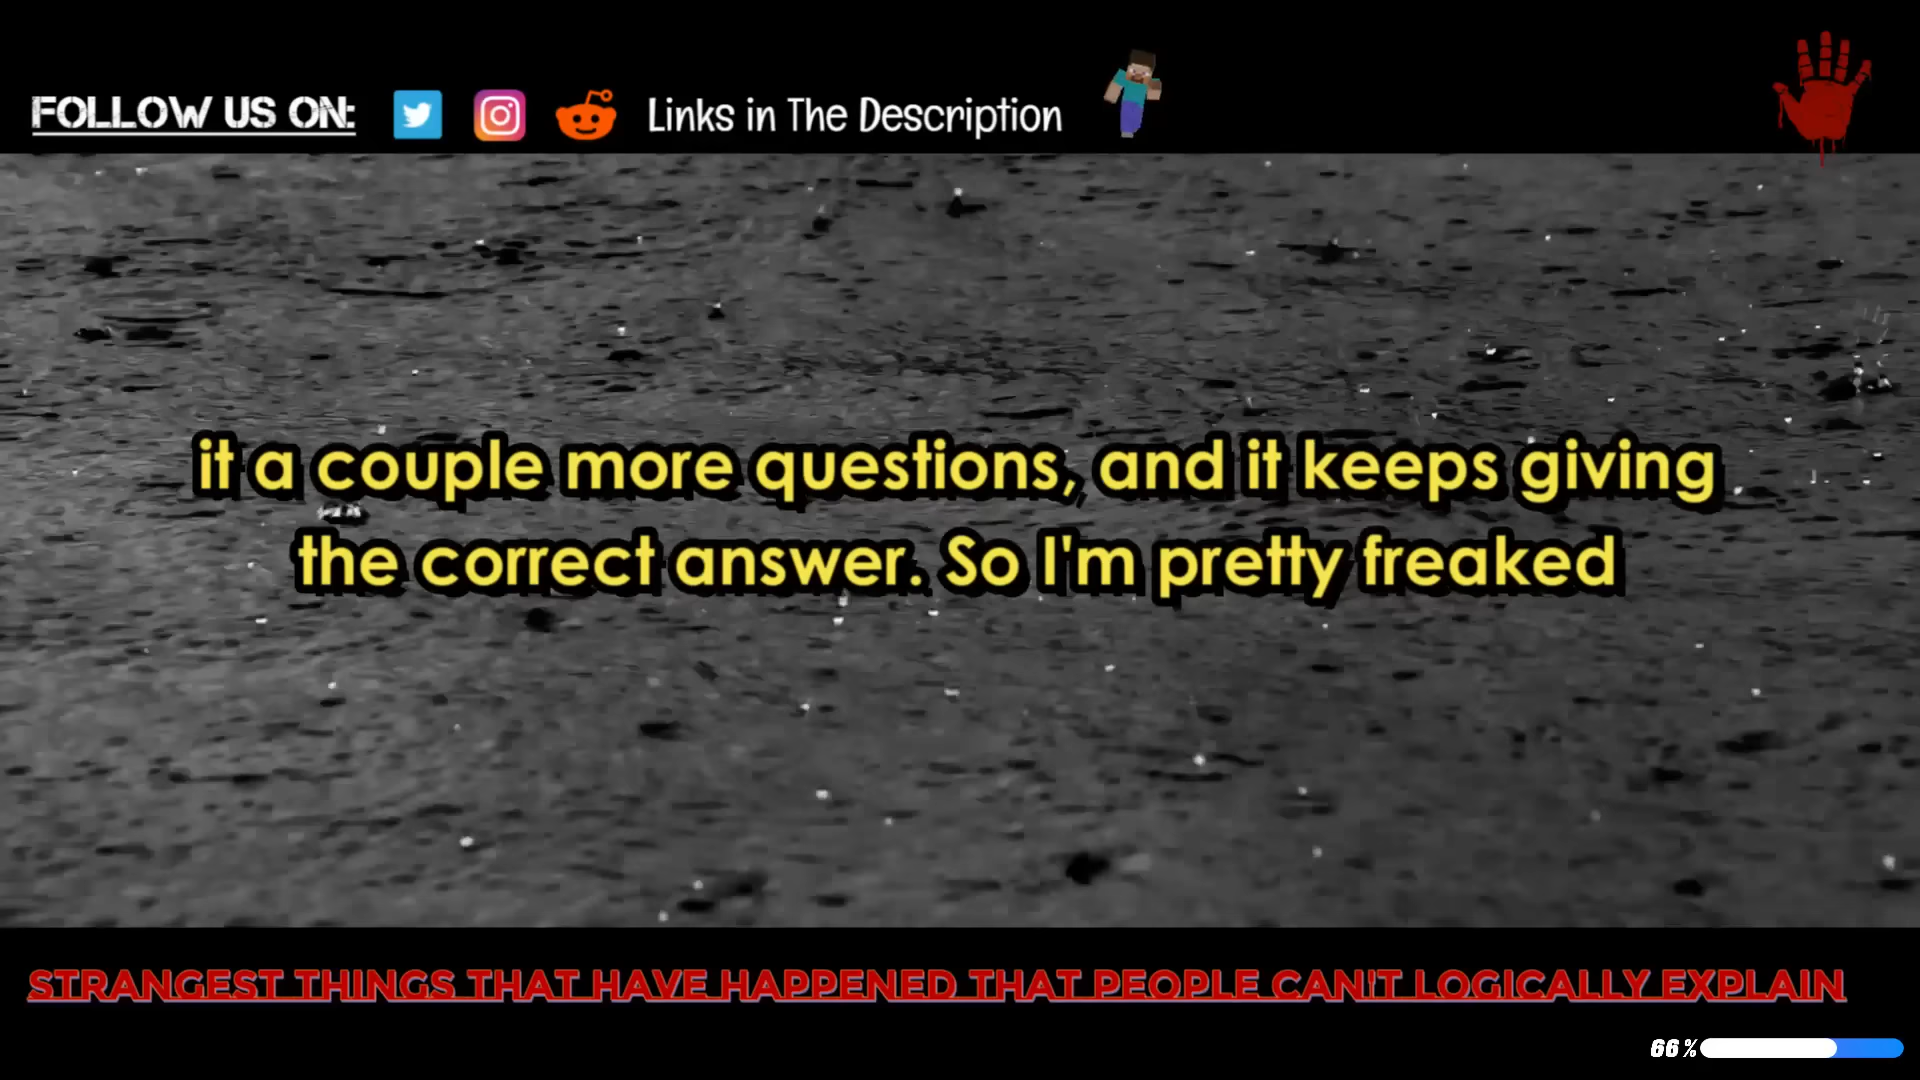 FOLLOW US ON: Links in The Description
it a couple more questions, and it keeps giving
the correct answer. So I'm pretty freaked
STRANGEST THINGS THAT HAVE HAPPENED THAT PEOPLE CAN'T LOGICALLY EXPLAIN
66%